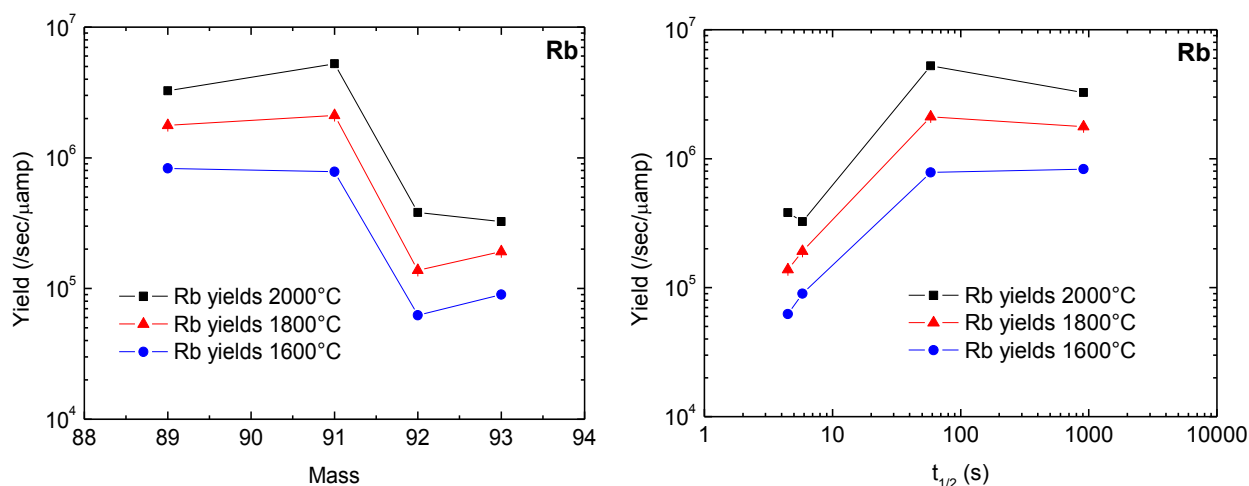 10^7
Rb
10^6
10^5
10^4
Yield (/sec/μamp)
Rb yields 2000°C
Rb yields 1800°C
Rb yields 1600°C
88 89 90 91 92 93 94
Mass
10^7
Rb
10^6
10^5
10^4
Yield (/sec/μamp)
Rb yields 2000°C
Rb yields 1800°C
Rb yields 1600°C
1 10 100 1000 10000
t_{1/2} (s)